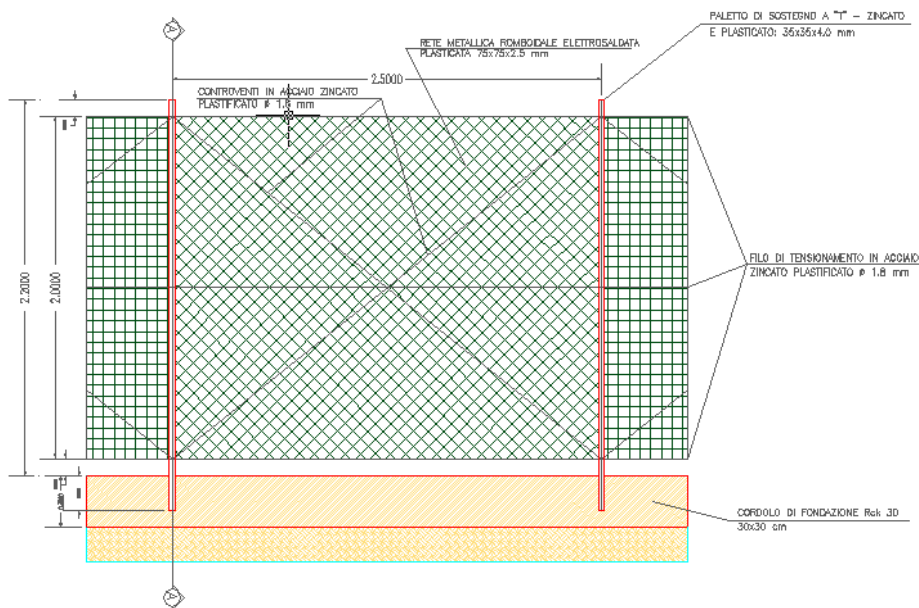 A
PALETTO DI SOSTEGNO A "T" - ZINCATO
E PLASTICATO: 35x35x4.0 mm
RETE METALLICA ROMBOIDALE ELETTROSALDATA
PLASTICATA 75x75x2.5 mm
2.5000
CONTROVENTI IN ACCIAIO ZINCATO
PLASTIFICATO ø 1.8 mm
2.2000
2.0000
FILO DI TENSIONAMENTO IN ACCIAIO
ZINCATO PLASTIFICATO ø 1.8 mm
CORDOLO DI FONDAZIONE Rck 30
30x30 cm
A